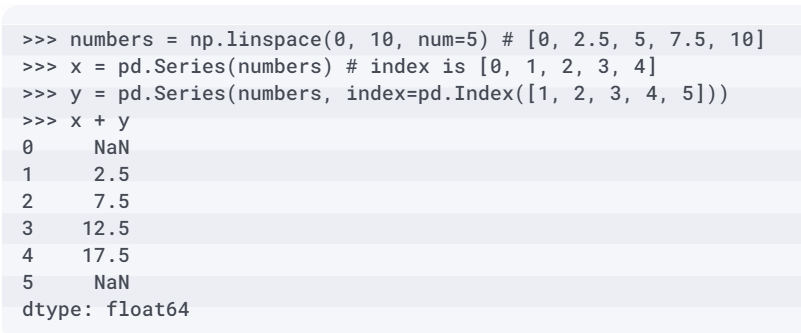 >>> numbers = np.linspace(0, 10, num=5) # [0, 2.5, 5, 7.5, 10]
>>> x = pd.Series(numbers) # index is [0, 1, 2, 3, 4]
>>> y = pd.Series(numbers, index=pd.Index([1, 2, 3, 4, 5]))
>>> x + y
0     NaN
1     2.5
2     7.5
3    12.5
4    17.5
5     NaN
dtype: float64